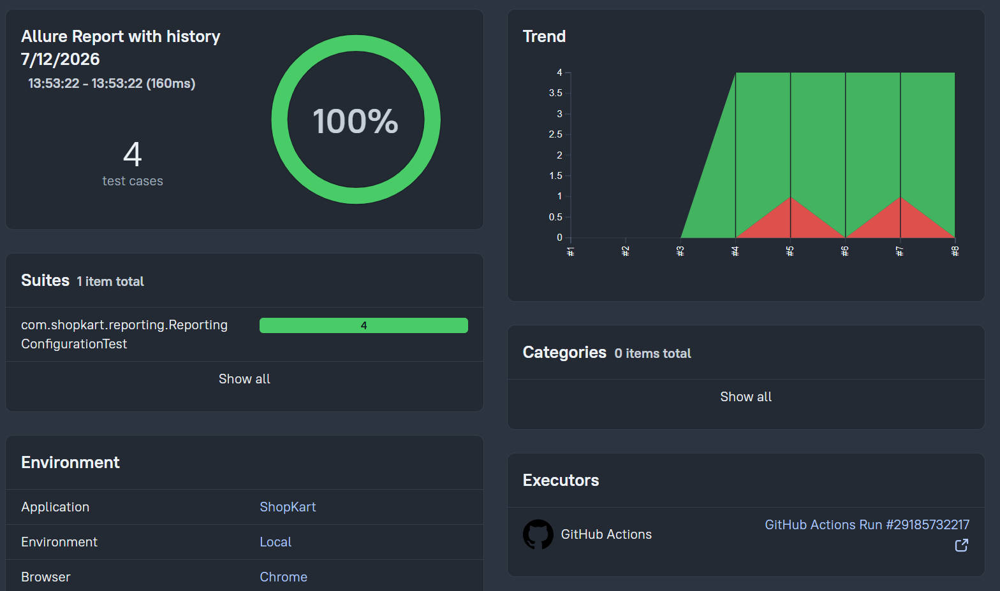 Allure Report with history
7/12/2026
13:53:22 - 13:53:22 (160ms)
4
test cases
100%
Suites 1 item total
com.shopkart.reporting.Reporting
ConfigurationTest
4
Show all
Environment
Application ShopKart
Environment Local
Browser Chrome
Trend
4
3.5
3
2.5
2
1.5
1
0.5
0
#1 #2 #3 #4 #5 #6 #7 #8
Categories 0 items total
Show all
Executors
GitHub Actions
GitHub Actions Run #29185732217